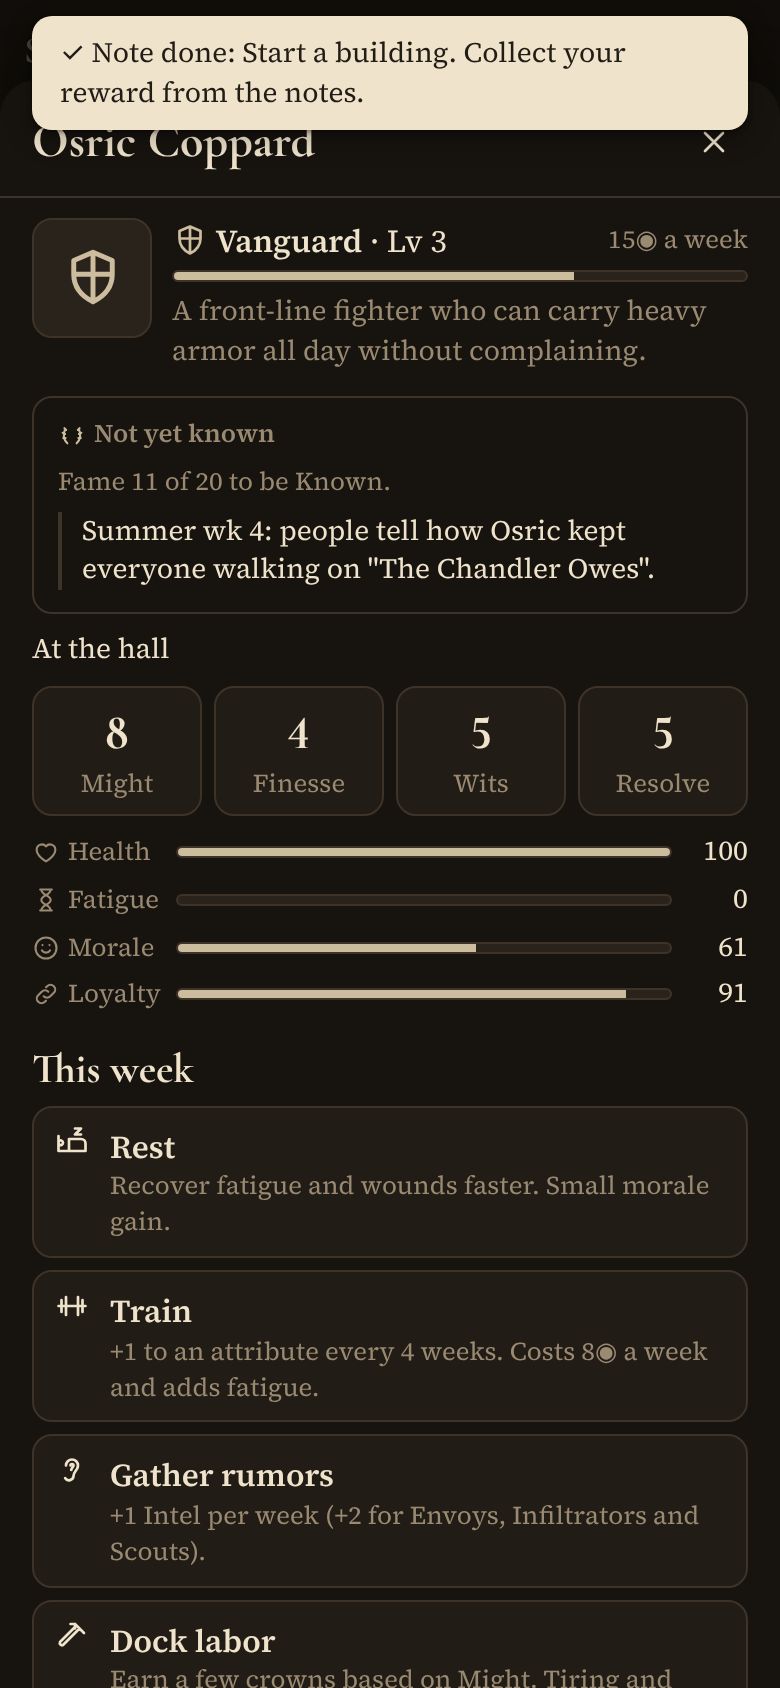 ✓ Note done: Start a building. Collect your
reward from the notes.
Osric Coppard
Vanguard · Lv 3
15◉ a week
A front-line fighter who can carry heavy
armor all day without complaining.
Not yet known
Fame 11 of 20 to be Known.
Summer wk 4: people tell how Osric kept
everyone walking on "The Chandler Owes".
At the hall
8
Might
4
Finesse
5
Wits
5
Resolve
Health 100
Fatigue 0
Morale 61
Loyalty 91
This week
Rest
Recover fatigue and wounds faster. Small morale
gain.
Train
+1 to an attribute every 4 weeks. Costs 8◉ a week
and adds fatigue.
Gather rumors
+1 Intel per week (+2 for Envoys, Infiltrators and
Scouts).
Dock labor
Earn a few crowns based on Might. Tiring and